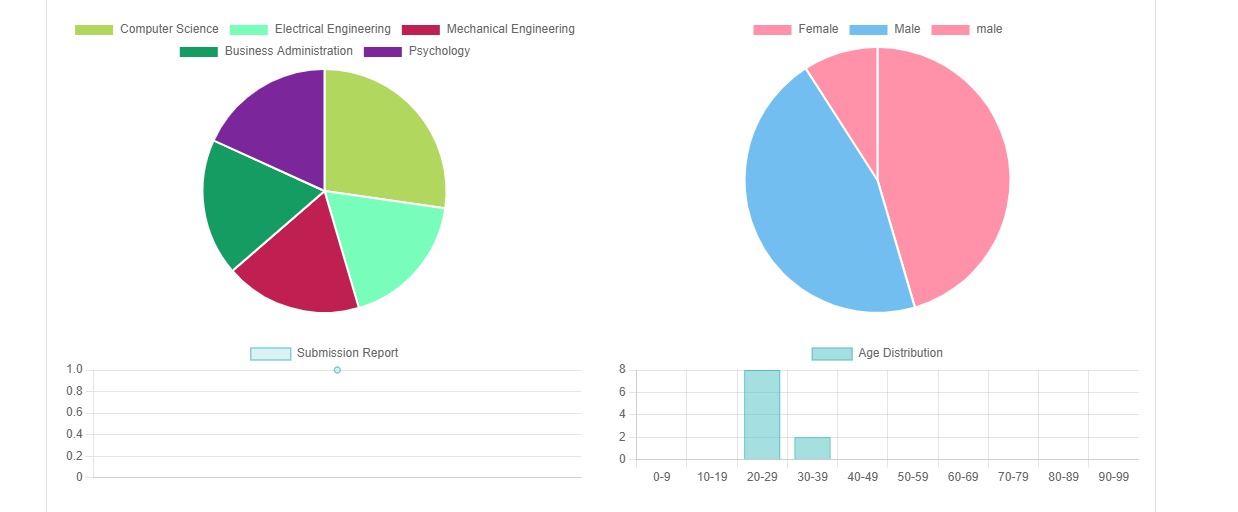 Computer Science Electrical Engineering Mechanical Engineering
Business Administration Psychology
Female Male male
Submission Report
1.0
0.8
0.6
0.4
0.2
0
Age Distribution
8
6
4
2
0
0-9 10-19 20-29 30-39 40-49 50-59 60-69 70-79 80-89 90-99